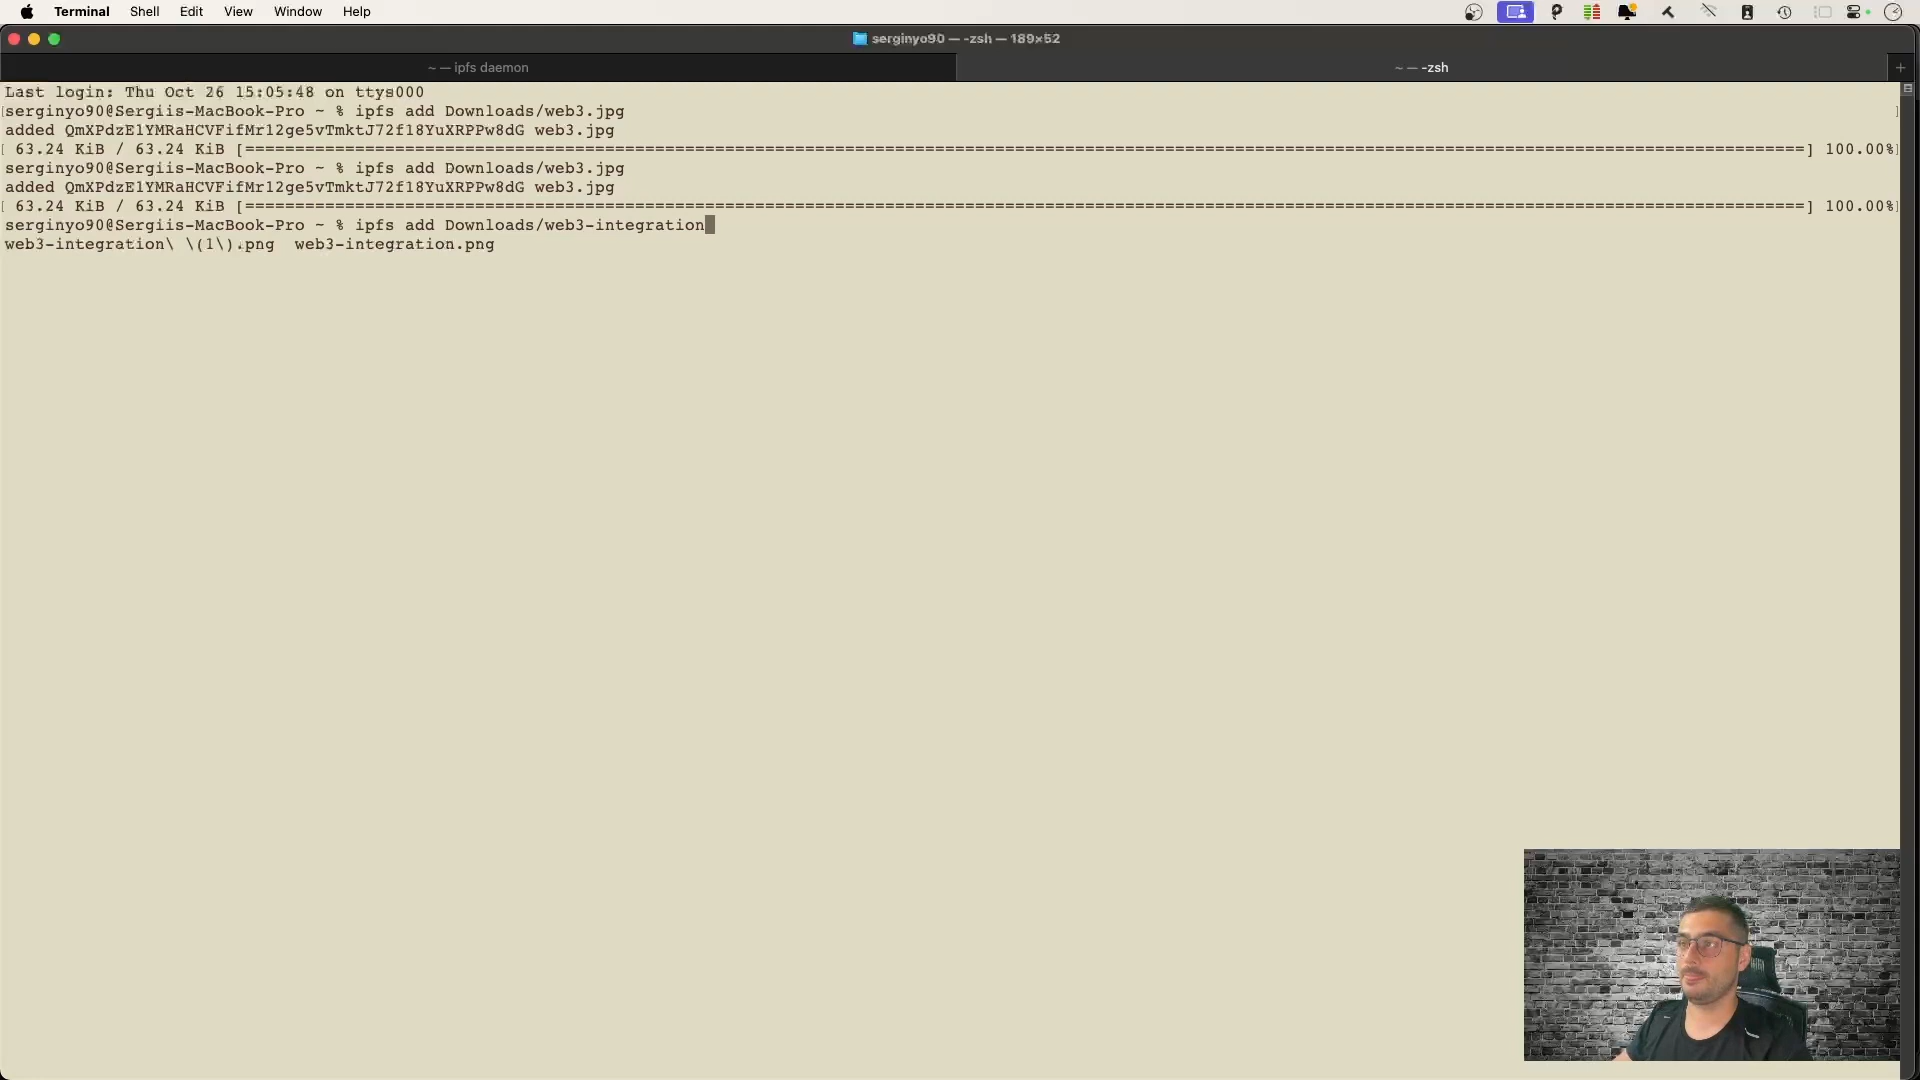 Terminal Shell Edit View Window Help
serginyo90 — -zsh — 189×52
~ — ipfs daemon
~ — -zsh
Last login: Thu Oct 26 15:05:48 on ttys000
serginyo90@Sergiis-MacBook-Pro ~ % ipfs add Downloads/web3.jpg
added QmXPdzE1YMRaHCVFifMr12ge5vTmktJ72f18YuXRPPw8dG web3.jpg
63.24 KiB / 63.24 KiB [============================================================================================================================================================] 100.00%
serginyo90@Sergiis-MacBook-Pro ~ % ipfs add Downloads/web3.jpg
added QmXPdzE1YMRaHCVFifMr12ge5vTmktJ72f18YuXRPPw8dG web3.jpg
63.24 KiB / 63.24 KiB [============================================================================================================================================================] 100.00%
serginyo90@Sergiis-MacBook-Pro ~ % ipfs add Downloads/web3-integration
web3-integration\ \(1\).png  web3-integration.png